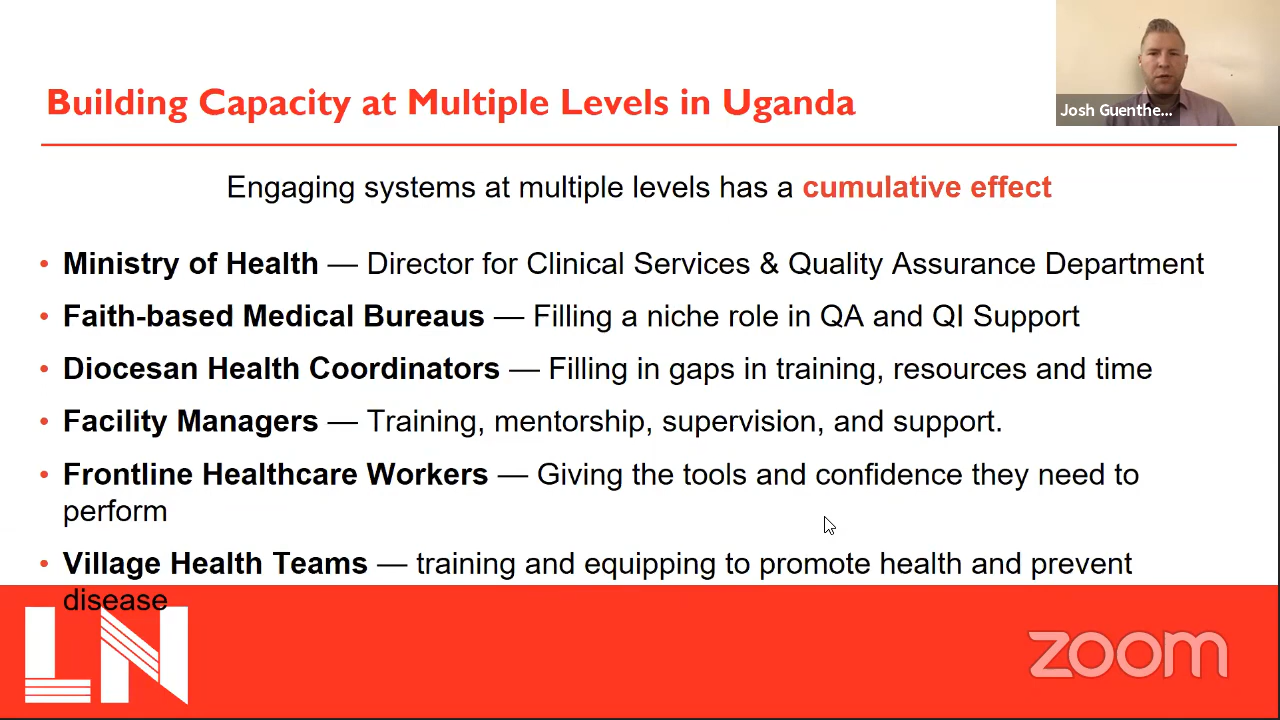 Building Capacity at Multiple Levels in Uganda
Josh Guenthe...
Engaging systems at multiple levels has a cumulative effect
• Ministry of Health — Director for Clinical Services & Quality Assurance Department
• Faith-based Medical Bureaus — Filling a niche role in QA and QI Support
• Diocesan Health Coordinators — Filling in gaps in training, resources and time
• Facility Managers — Training, mentorship, supervision, and support.
• Frontline Healthcare Workers — Giving the tools and confidence they need to
perform
• Village Health Teams — training and equipping to promote health and prevent
disease
LN
zoom